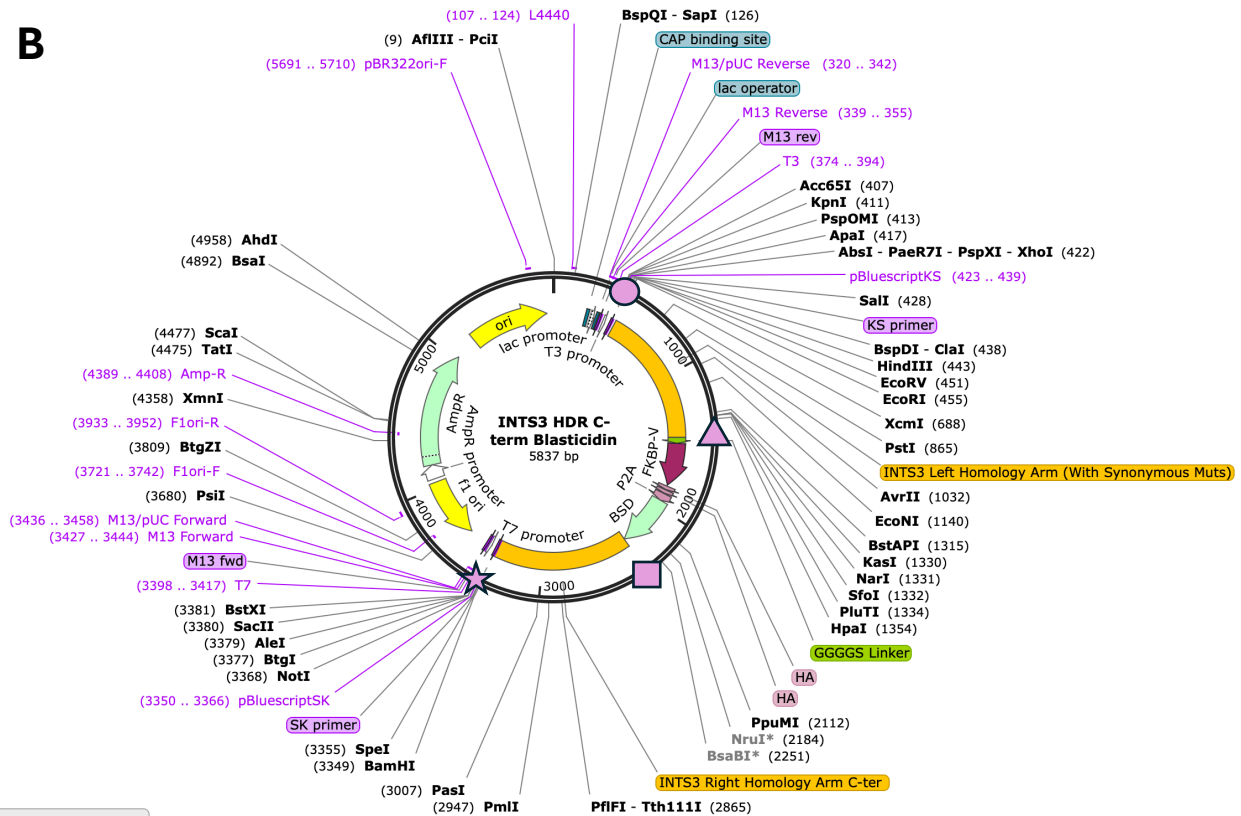 B
(107 .. 124) L4440
(9) AflIII - PciI
(5691 .. 5710) pBR322ori-F
BspQI - SapI (126)
CAP binding site
M13/pUC Reverse (320 .. 342)
lac operator
M13 Reverse (339 .. 355)
M13 rev
T3 (374 .. 394)
Acc65I (407)
KpnI (411)
PspOMI (413)
ApaI (417)
AbsI - PaeR7I - PspXI - XhoI (422)
pBluescriptKS (423 .. 439)
SalI (428)
KS primer
BspDI - ClaI (438)
HindIII (443)
EcoRV (451)
EcoRI (455)
XcmI (688)
PstI (865)
INTS3 Left Homology Arm (With Synonymous Muts)
AvrII (1032)
EcoNI (1140)
BstAPI (1315)
KasI (1330)
NarI (1331)
SfoI (1332)
PluTI (1334)
HpaI (1354)
GGGGS Linker
HA
HA
PpuMI (2112)
NruI* (2184)
BsaBI* (2251)
INTS3 Right Homology Arm C-ter
PflFI - Tth111I (2865)
(2947) PmlI
(3007) PasI
(3349) BamHI
(3355) SpeI
SK primer
(3350 .. 3366) pBluescriptSK
(3368) NotI
(3377) BtgI
(3379) AleI
(3380) SacII
(3381) BstXI
(3398 .. 3417) T7
M13 fwd
(3427 .. 3444) M13 Forward
(3436 .. 3458) M13/pUC Forward
(3680) PsiI
(3721 .. 3742) F1ori-F
(3809) BtgZI
(3933 .. 3952) F1ori-R
(4358) XmnI
(4389 .. 4408) Amp-R
(4475) TatI
(4477) ScaI
(4892) BsaI
(4958) AhdI
ori
lac promoter
T3 promoter
1000
2000
3000
4000
5000
AmpR
AmpR promoter
f1 ori
T7 promoter
BSD
P2A
FKBP-V
INTS3 HDR C-
term Blasticidin
5837 bp